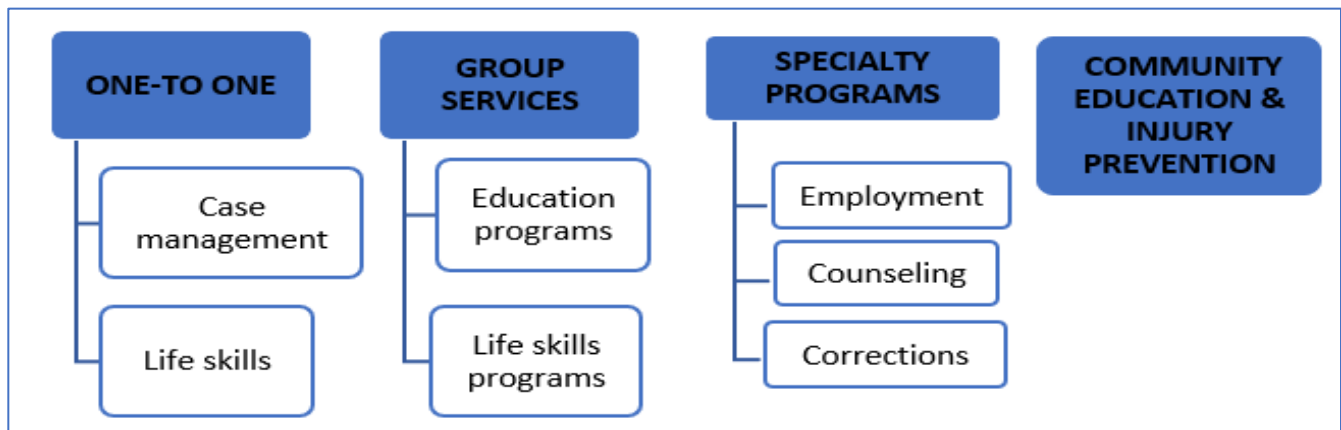 ONE-TO ONE
Case
management
Life skills
GROUP
SERVICES
Education
programs
Life skills
programs
SPECIALTY
PROGRAMS
Employment
Counseling
Corrections
COMMUNITY
EDUCATION &
INJURY
PREVENTION